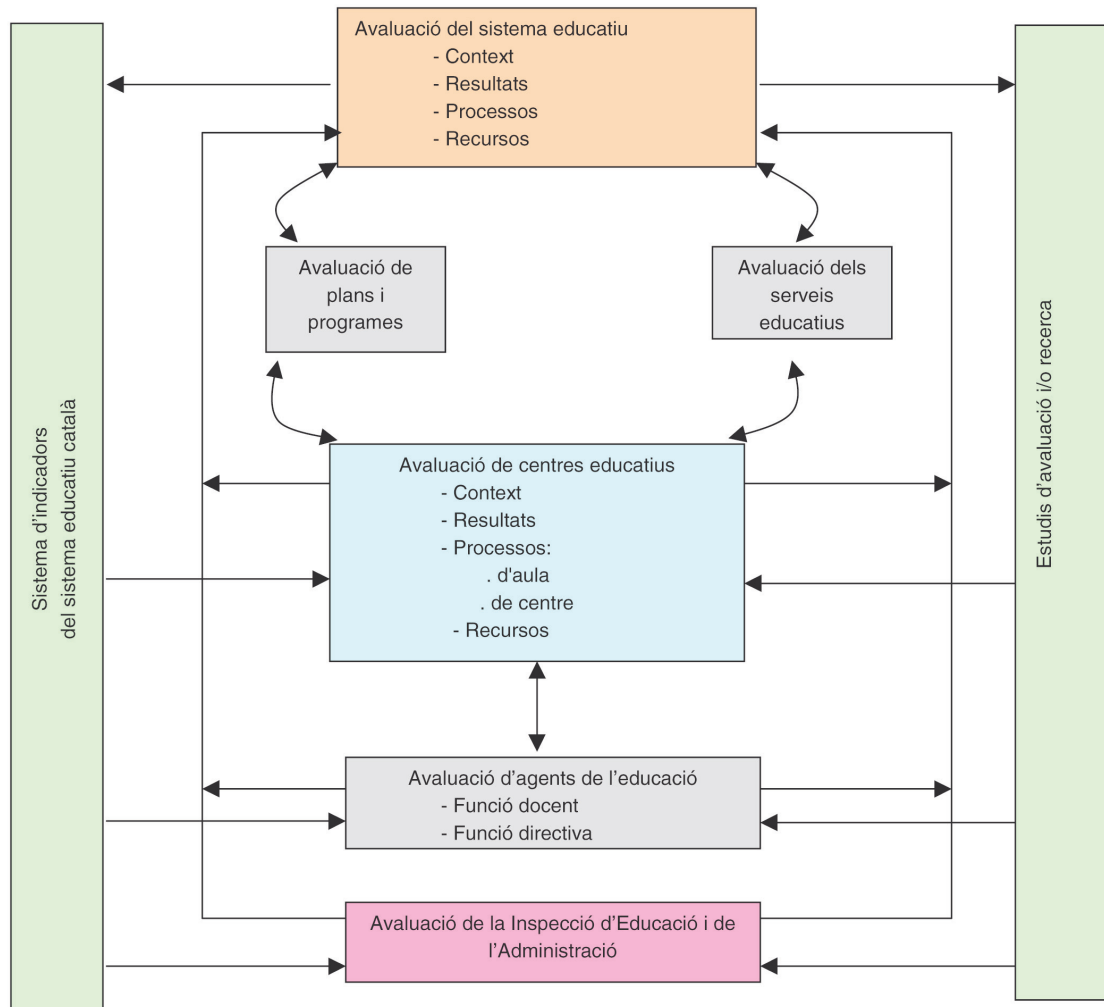 Avaluació del sistema educatiu
- Context
- Resultats
- Processos
- Recursos
Avaluació de
plans i
programes
Avaluació dels
serveis
educatius
Sistema d’indicadors
del sistema educatiu català
Estudis d’avaluació i/o recerca
Avaluació de centres educatius
- Context
- Resultats
- Processos:
. d'aula
. de centre
- Recursos
Avaluació d’agents de l’educació
- Funció docent
- Funció directiva
Avaluació de la Inspecció d’Educació i de
l’Administració